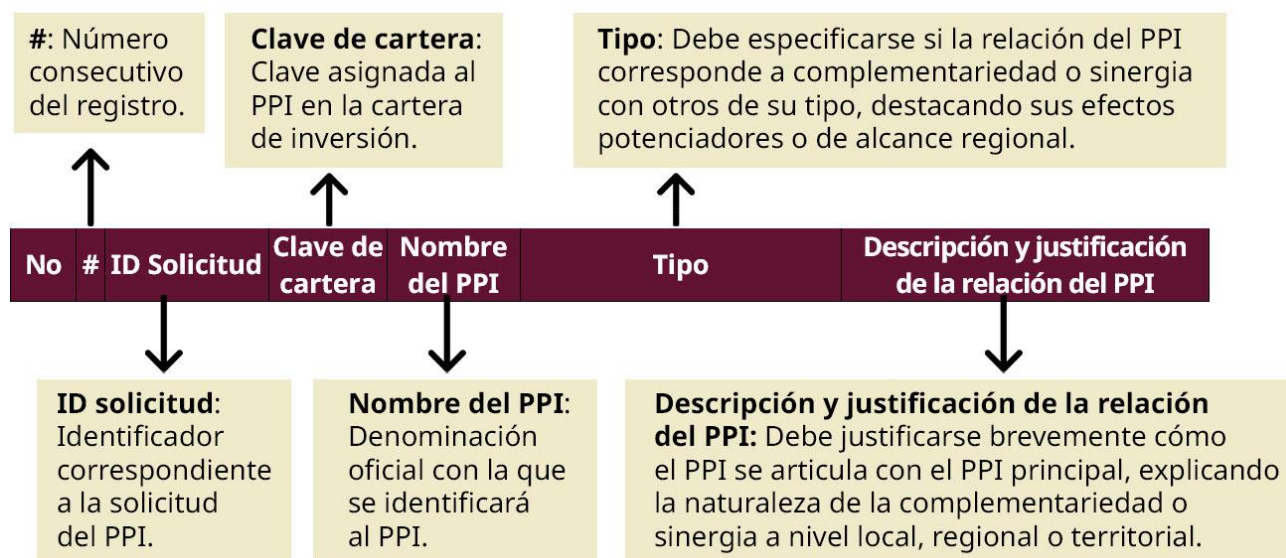 #: Número
consecutivo
del registro.
Clave de cartera:
Clave asignada al
PPI en la cartera
de inversión.
Tipo: Debe especificarse si la relación del PPI
corresponde a complementariedad o sinergia
con otros de su tipo, destacando sus efectos
potenciadores o de alcance regional.
No # ID Solicitud Clave de cartera Nombre del PPI Tipo Descripción y justificación de la relación del PPI
ID solicitud:
Identificador
correspondiente
a la solicitud
del PPI.
Nombre del PPI:
Denominación
oficial con la que
se identificará
al PPI.
Descripción y justificación de la relación
del PPI: Debe justificarse brevemente cómo
el PPI se articula con el PPI principal, explicando
la naturaleza de la complementariedad o
sinergia a nivel local, regional o territorial.